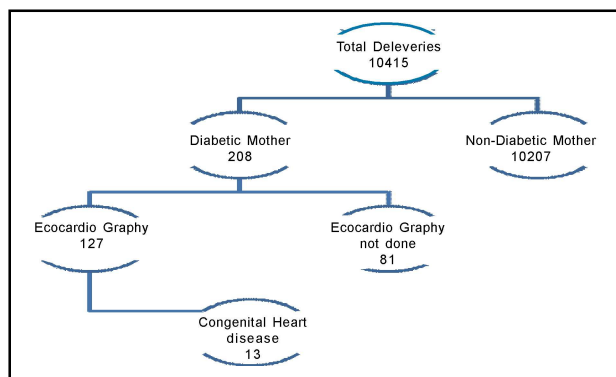 Total Deleveries
10415
Diabetic Mother
208
Non-Diabetic Mother
10207
Ecocardio Graphy
127
Ecocardio Graphy
not done
81
Congenital Heart
disease
13